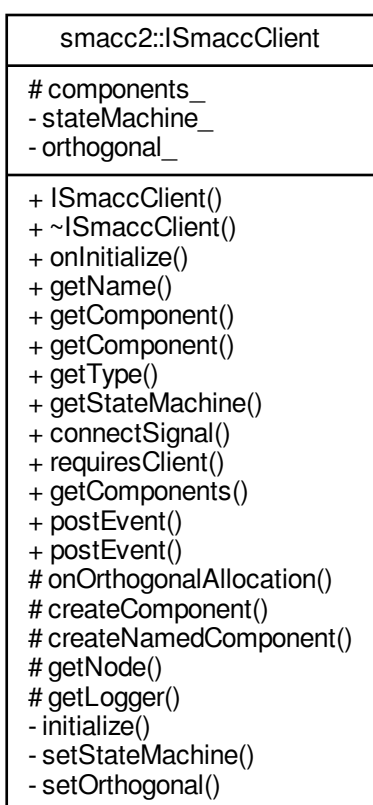 smacc2::ISmaccClient
# components_
- stateMachine_
- orthogonal_
+ ISmaccClient()
+ ~ISmaccClient()
+ onInitialize()
+ getName()
+ getComponent()
+ getComponent()
+ getType()
+ getStateMachine()
+ connectSignal()
+ requiresClient()
+ getComponents()
+ postEvent()
+ postEvent()
# onOrthogonalAllocation()
# createComponent()
# createNamedComponent()
# getNode()
# getLogger()
- initialize()
- setStateMachine()
- setOrthogonal()